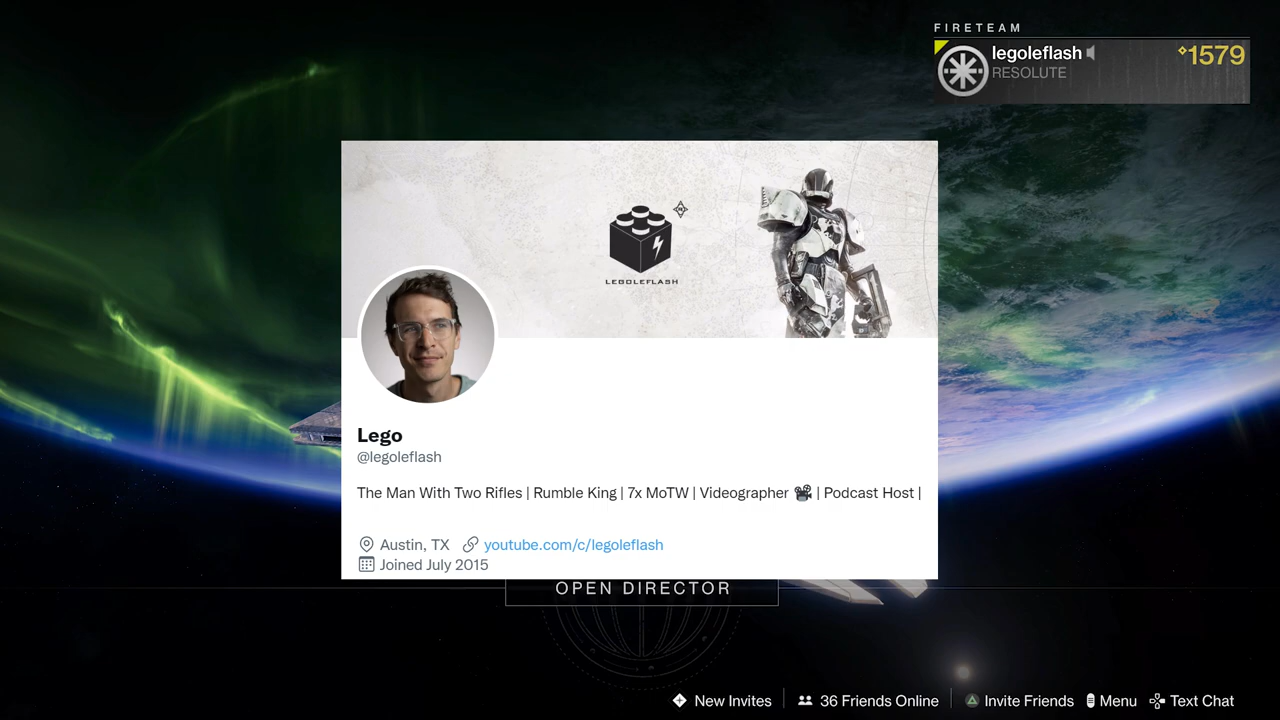 FIRETEAM
legoleflash
1579
RESOLUTE
LEGOLEFLASH
Lego
@legoleflash
The Man With Two Rifles | Rumble King | 7x MoTW | Videographer 🎥 | Podcast Host |
Austin, TX youtube.com/c/legoleflash
Joined July 2015
OPEN DIRECTOR
New Invites 36 Friends Online Invite Friends Menu Text Chat